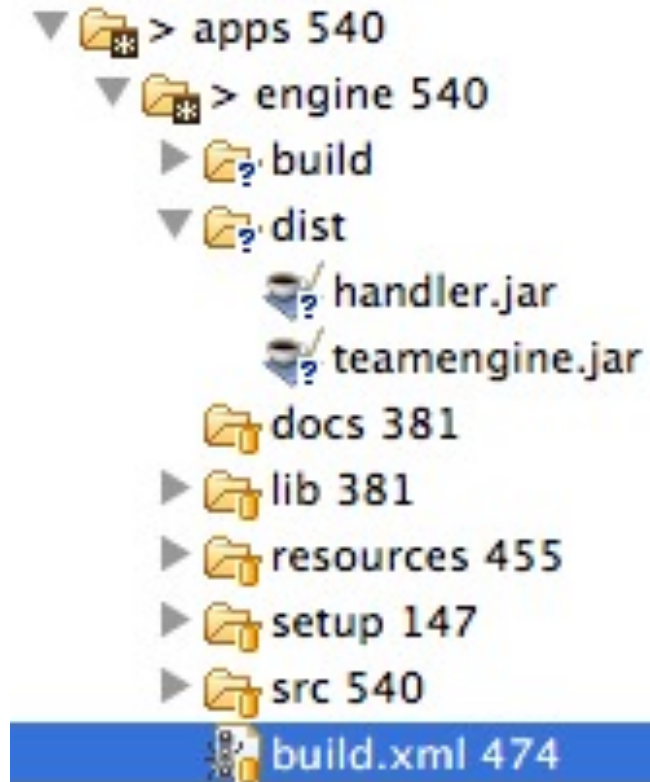 > apps 540
> engine 540
build
dist
handler.jar
teamengine.jar
docs 381
lib 381
resources 455
setup 147
src 540
build.xml 474